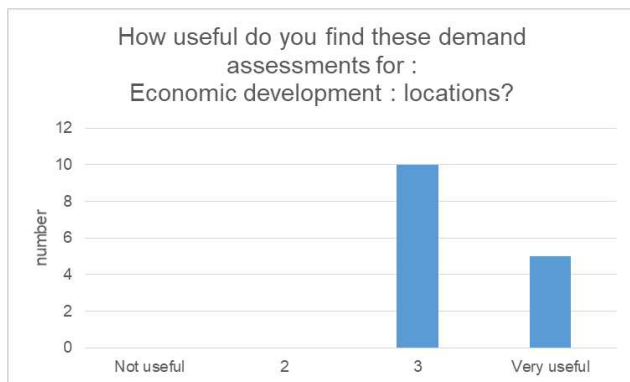 How useful do you find these demand
assessments for :
Economic development : locations?
12
10
8
6
4
2
0
number
Not useful
2
3
Very useful